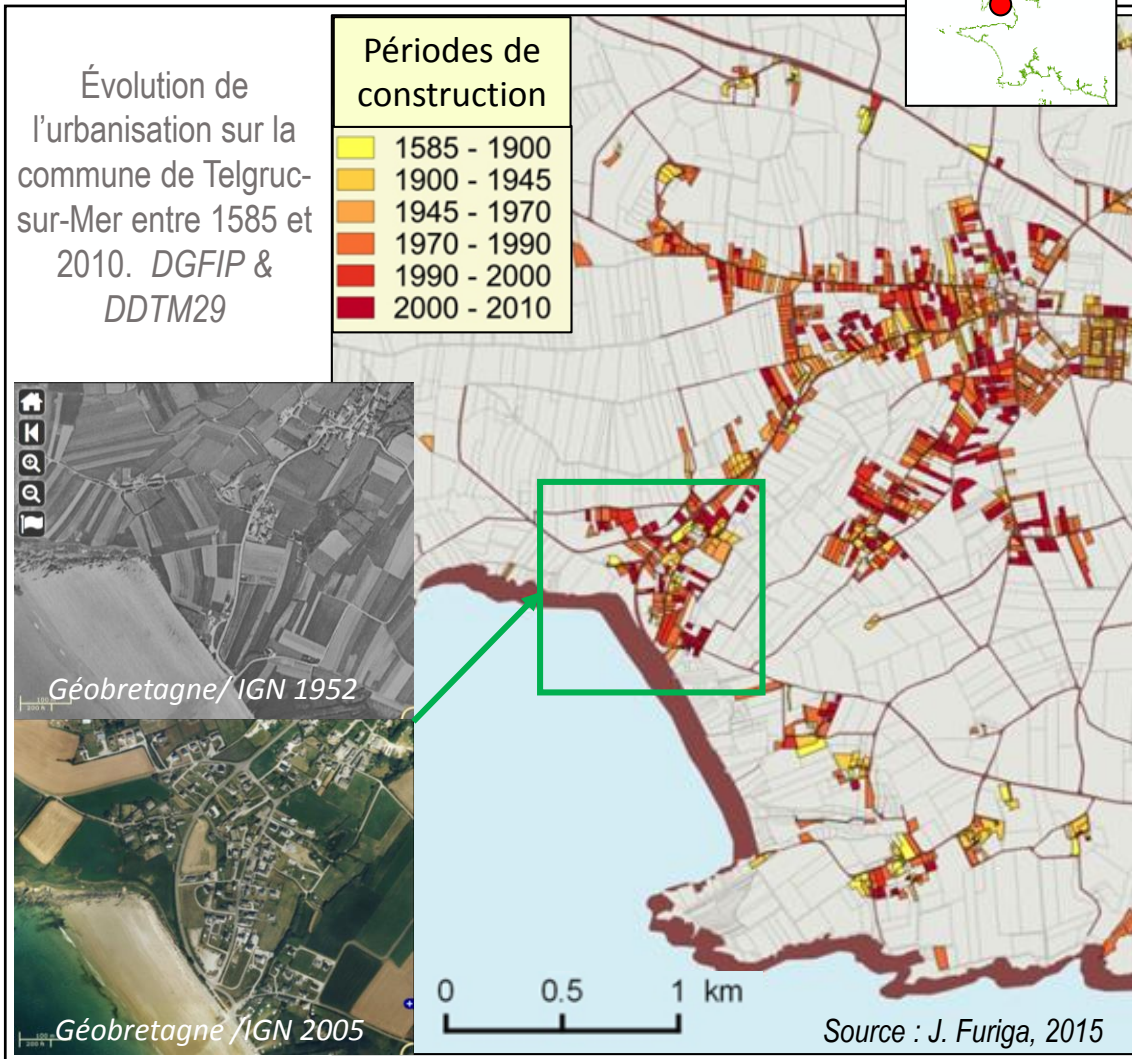 Évolution de
l’urbanisation sur la
commune de Telgruc-
sur-Mer entre 1585 et
2010. DGFIP &
DDTM29
Périodes de
construction
1585 - 1900
1900 - 1945
1945 - 1970
1970 - 1990
1990 - 2000
2000 - 2010
Géobretagne/ IGN 1952
Géobretagne /IGN 2005
0 0.5 1 km
Source : J. Furiga, 2015